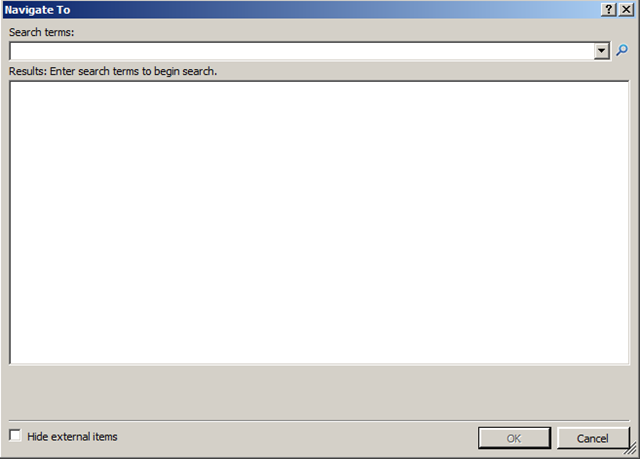 Navigate To
Search terms:
Results: Enter search terms to begin search.
Hide external items
OK
Cancel